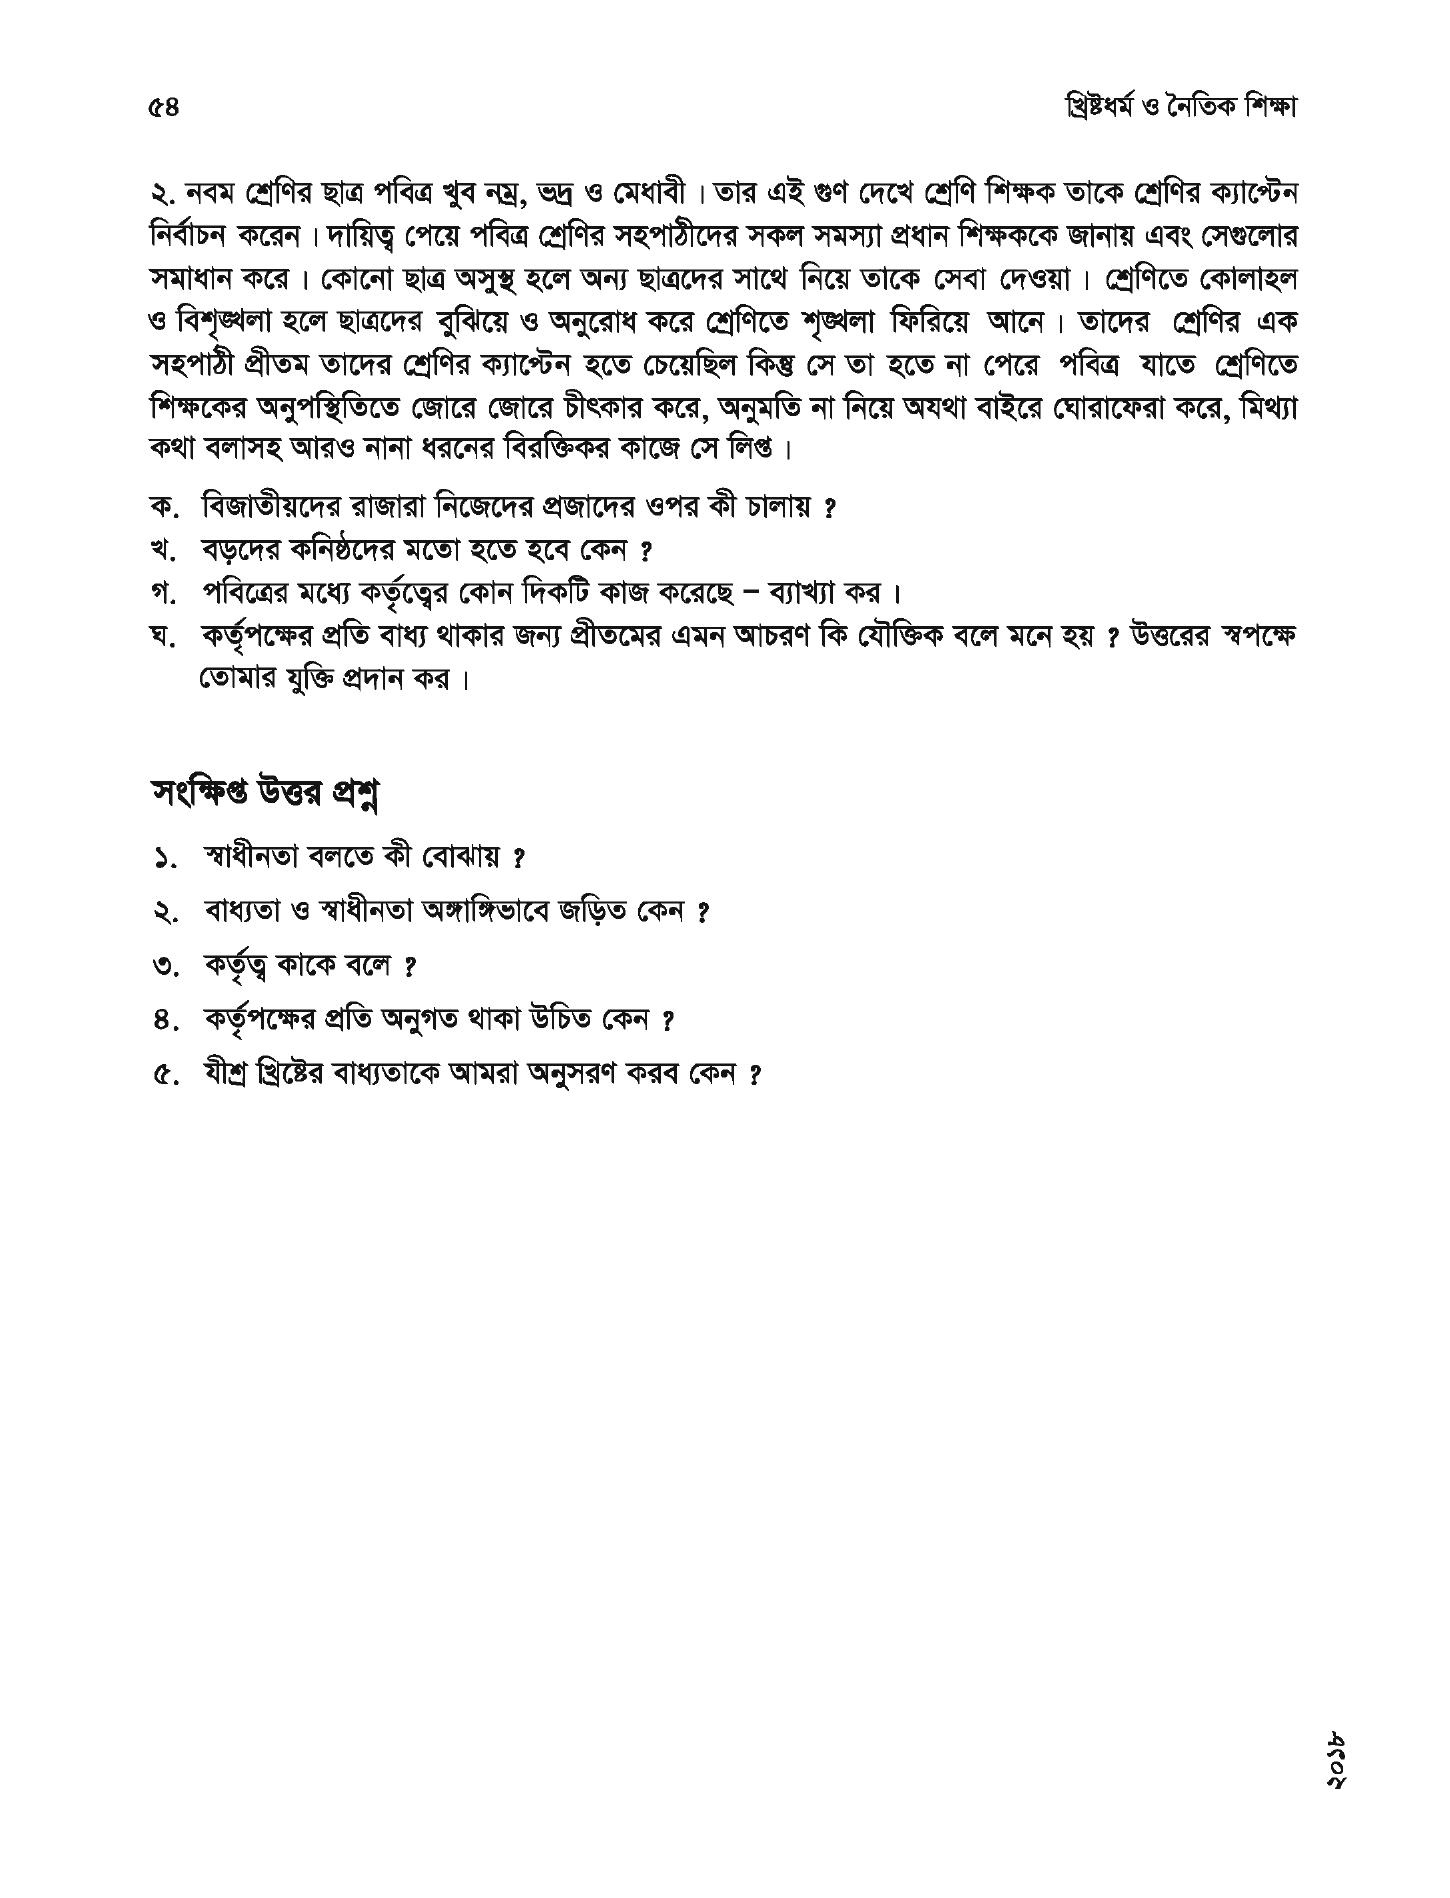 ৫৪
খ্রিষ্টধর্ম ও নৈতিক শিক্ষা
২. নবম শ্রেণির ছাত্র পবিত্র খুব নম্র, ভদ্র ও মেধাবী। তার এই গুণ দেখে শ্রেণি শিক্ষক তাকে শ্রেণির ক্যাপ্টেন
নির্বাচন করেন। দায়িত্ব পেয়ে পবিত্র শ্রেণির সহপাঠীদের সকল সমস্যা প্রধান শিক্ষককে জানায় এবং সেগুলোর
সমাধান করে। কোনো ছাত্র অসুস্থ হলে অন্য ছাত্রদের সাথে নিয়ে তাকে সেবা দেওয়া। শ্রেণিতে কোলাহল
ও বিশৃঙ্খলা হলে ছাত্রদের বুঝিয়ে ও অনুরোধ করে শ্রেণিতে শৃঙ্খলা ফিরিয়ে আনে। তাদের শ্রেণির এক
সহপাঠী প্রীতম তাদের শ্রেণির ক্যাপ্টেন হতে চেয়েছিল কিন্তু সে তা হতে না পেরে পবিত্র যাতে শ্রেণিতে
শিক্ষকের অনুপস্থিতিতে জোরে জোরে চীৎকার করে, অনুমতি না নিয়ে অযথা বাইরে ঘোরাফেরা করে, মিথ্যা
কথা বলাসহ আরও নানা ধরনের বিরক্তিকর কাজে সে লিপ্ত।
ক. বিজাতীয়দের রাজারা নিজেদের প্রজাদের ওপর কী চালায় ?
খ. বড়দের কনিষ্ঠদের মতো হতে হবে কেন ?
গ. পবিত্রের মধ্যে কর্তৃত্বের কোন দিকটি কাজ করেছে – ব্যাখ্যা কর।
ঘ. কর্তৃপক্ষের প্রতি বাধ্য থাকার জন্য প্রীতমের এমন আচরণ কি যৌক্তিক বলে মনে হয় ? উত্তরের স্বপক্ষে
তোমার যুক্তি প্রদান কর।
সংক্ষিপ্ত উত্তর প্রশ্ন
১. স্বাধীনতা বলতে কী বোঝায় ?
২. বাধ্যতা ও স্বাধীনতা অঙ্গাঙ্গিভাবে জড়িত কেন ?
৩. কর্তৃত্ব কাকে বলে ?
৪. কর্তৃপক্ষের প্রতি অনুগত থাকা উচিত কেন ?
৫. যীশু খ্রিষ্টের বাধ্যতাকে আমরা অনুসরণ করব কেন ?
২০১৮